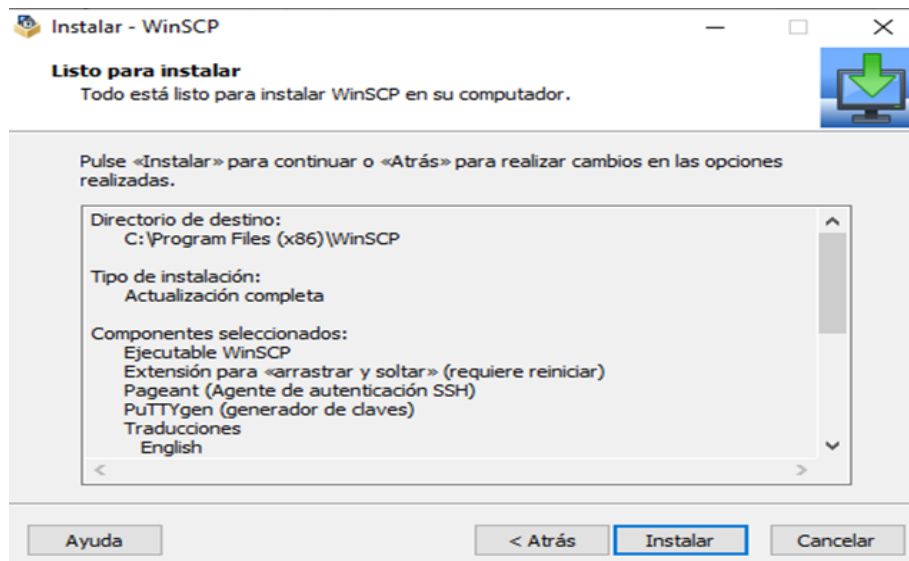 Instalar - WinSCP
Listo para instalar
Todo está listo para instalar WinSCP en su computador.
Pulse «Instalar» para continuar o «Atrás» para realizar cambios en las opciones
realizadas.
Directorio de destino:
C:\Program Files (x86)\WinSCP
Tipo de instalación:
Actualización completa
Componentes seleccionados:
Ejecutable WinSCP
Extensión para «arrastrar y soltar» (requiere reiniciar)
Pageant (Agente de autenticación SSH)
PuTTYgen (generador de claves)
Traducciones
English
Ayuda
< Atrás
Instalar
Cancelar